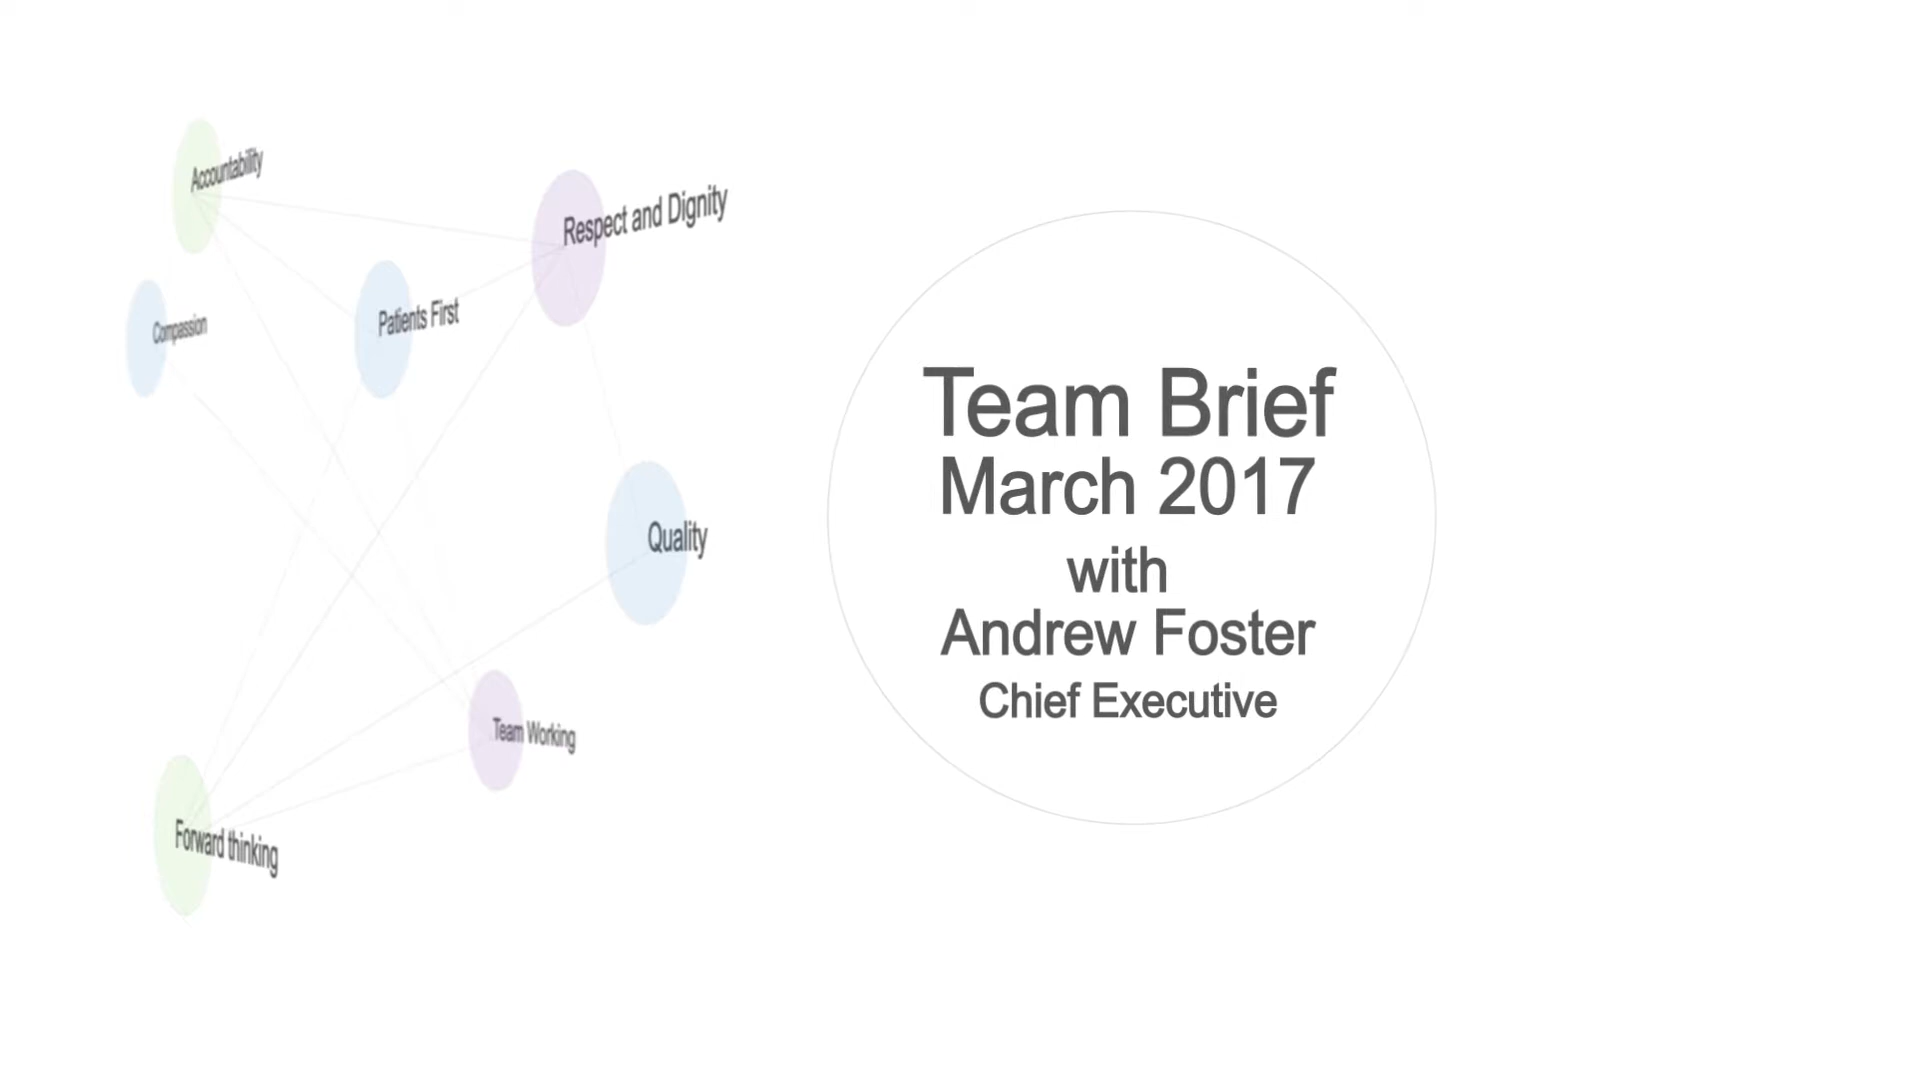 Accountability
Respect and Dignity
Compassion
Patients First
Quality
Team Working
Forward thinking
Team Brief
March 2017
with
Andrew Foster
Chief Executive